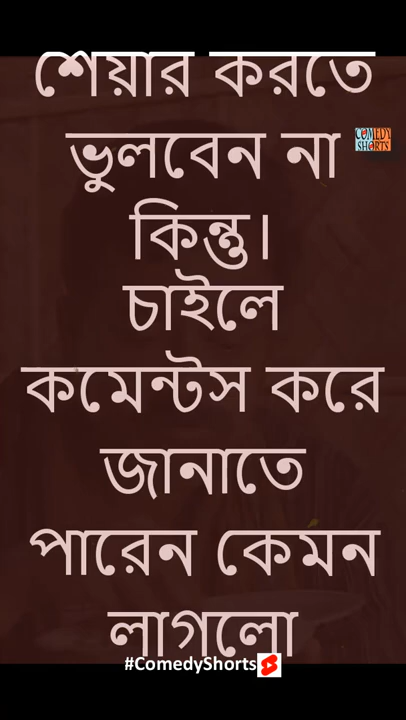 শেয়ার করতে
ভুলবেন না
COMEDY
SHORTS
কিন্তু।
চাইলে
কমেন্টস করে
জানাতে
পারেন কেমন
লাগলো
#ComedyShorts